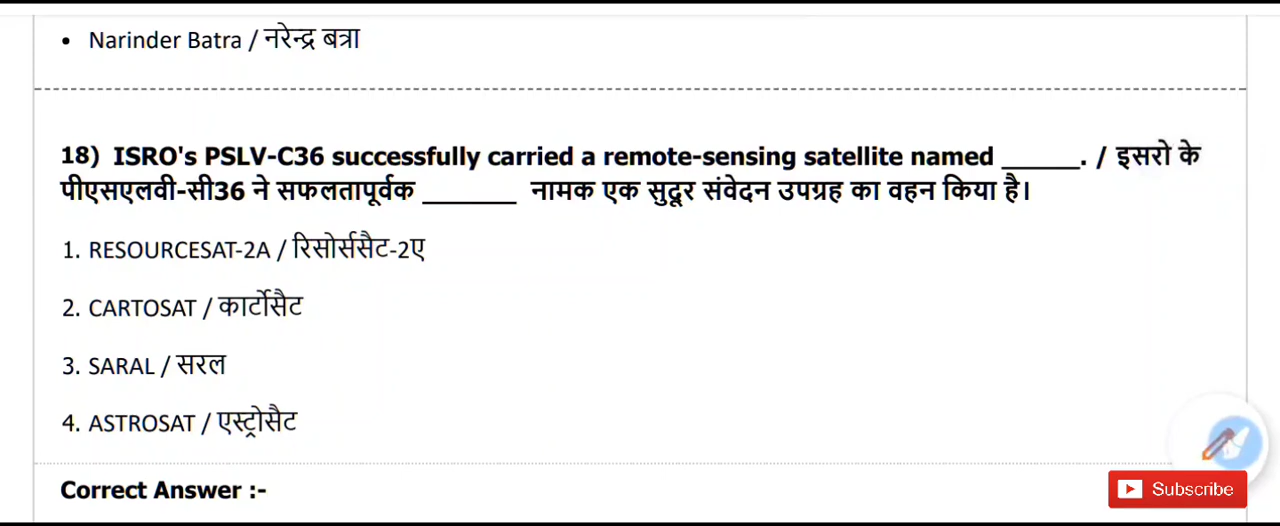 • Narinder Batra / नरेन्द्र बत्रा
18) ISRO's PSLV-C36 successfully carried a remote-sensing satellite named ______. / इसरो के
पीएसएलवी-सी36 ने सफलतापूर्वक ______ नामक एक सुदूर संवेदन उपग्रह का वहन किया है।
1. RESOURCESAT-2A / रिसोर्ससैट-2ए
2. CARTOSAT / कार्टोसैट
3. SARAL / सरल
4. ASTROSAT / एस्ट्रोसैट
Correct Answer :-
Subscribe